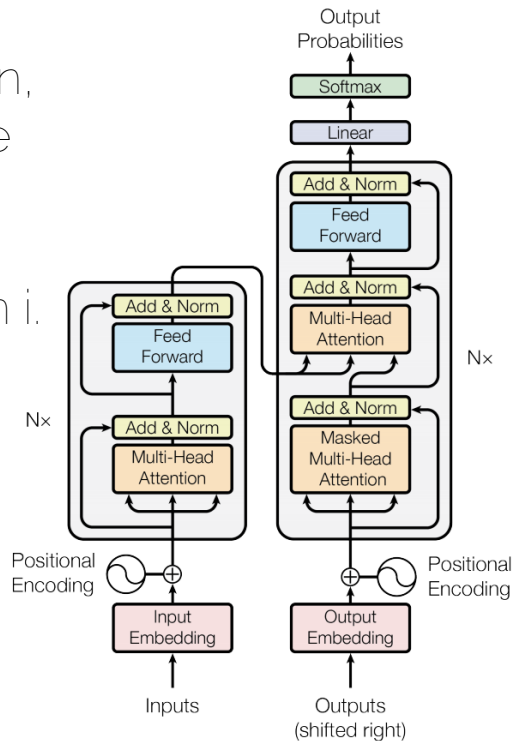 n,
e
n i.
Output
Probabilities
Softmax
Linear
Add & Norm
Feed
Forward
Add & Norm
Multi-Head
Attention
Nx
Add & Norm
Masked
Multi-Head
Attention
Positional
Encoding
Output
Embedding
Outputs
(shifted right)
Add & Norm
Feed
Forward
Nx
Add & Norm
Multi-Head
Attention
Positional
Encoding
Input
Embedding
Inputs